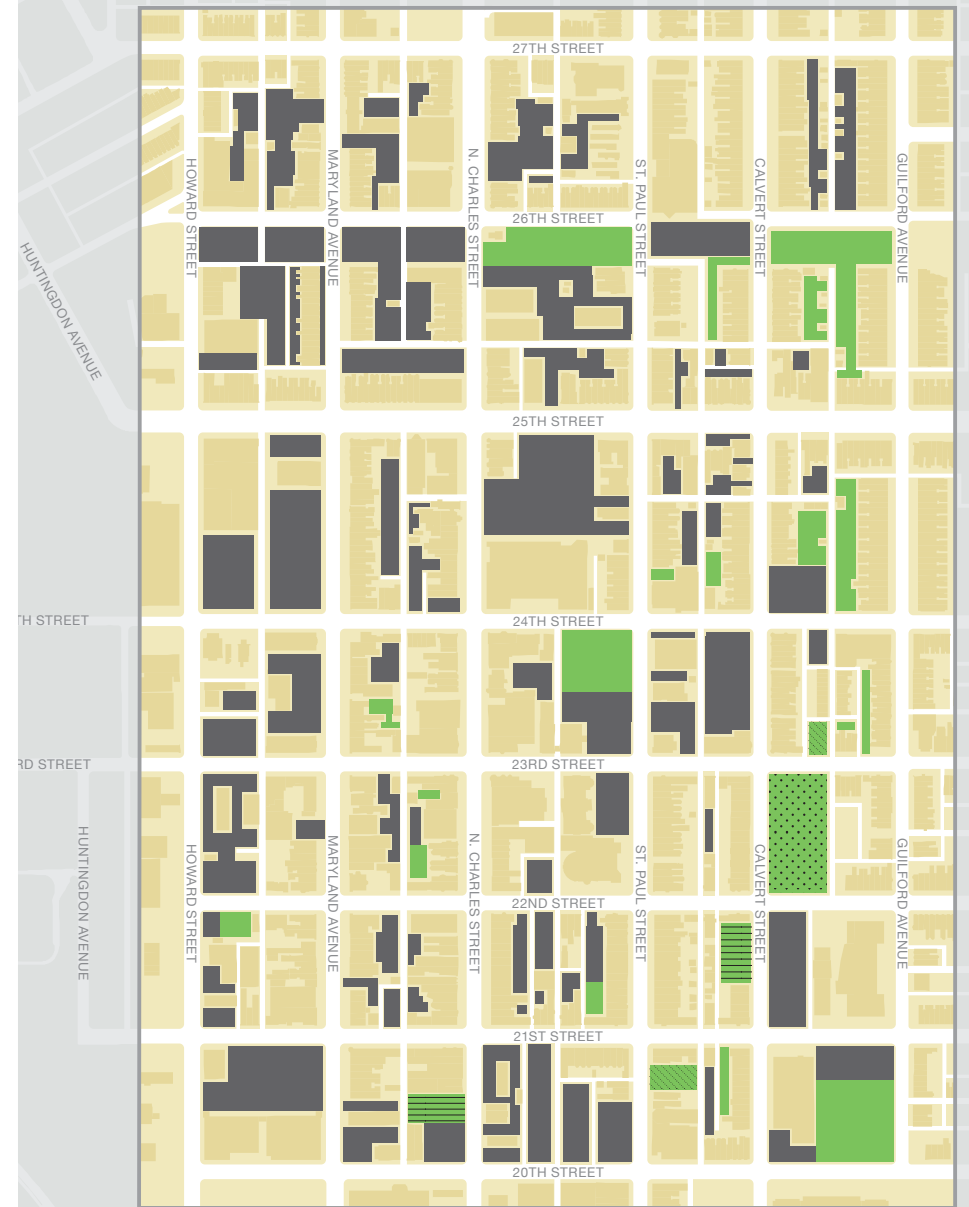 27TH STREET
HOWARD STREET
MARYLAND AVENUE
N. CHARLES STREET
ST. PAUL STREET
CALVERT STREET
GUILFORD AVENUE
26TH STREET
HUNTINGDON AVENUE
25TH STREET
TH STREET
24TH STREET
RD STREET
23RD STREET
HUNTINGDON AVENUE
HOWARD STREET
MARYLAND AVENUE
N. CHARLES STREET
ST. PAUL STREET
CALVERT STREET
GUILFORD AVENUE
22ND STREET
21ST STREET
20TH STREET